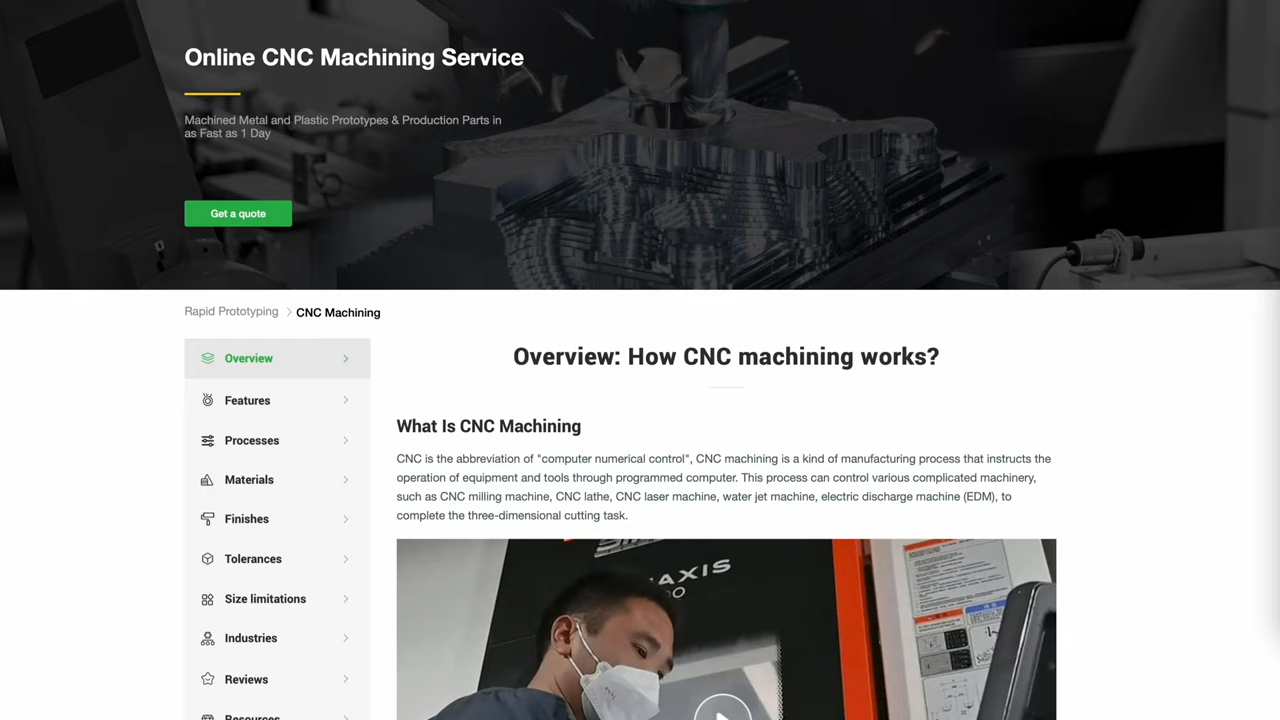 Online CNC Machining Service
Machined Metal and Plastic Prototypes & Production Parts in
as Fast as 1 Day
Get a quote
Rapid Prototyping
CNC Machining
Overview
Features
Processes
Materials
Finishes
Tolerances
Size limitations
Industries
Reviews
Resources
Overview: How CNC machining works?
What Is CNC Machining
CNC is the abbreviation of "computer numerical control", CNC machining is a kind of manufacturing process that instructs the
operation of equipment and tools through programmed computer. This process can control various complicated machinery,
such as CNC milling machine, CNC lathe, CNC laser machine, water jet machine, electric discharge machine (EDM), to
complete the three-dimensional cutting task.
AXIS